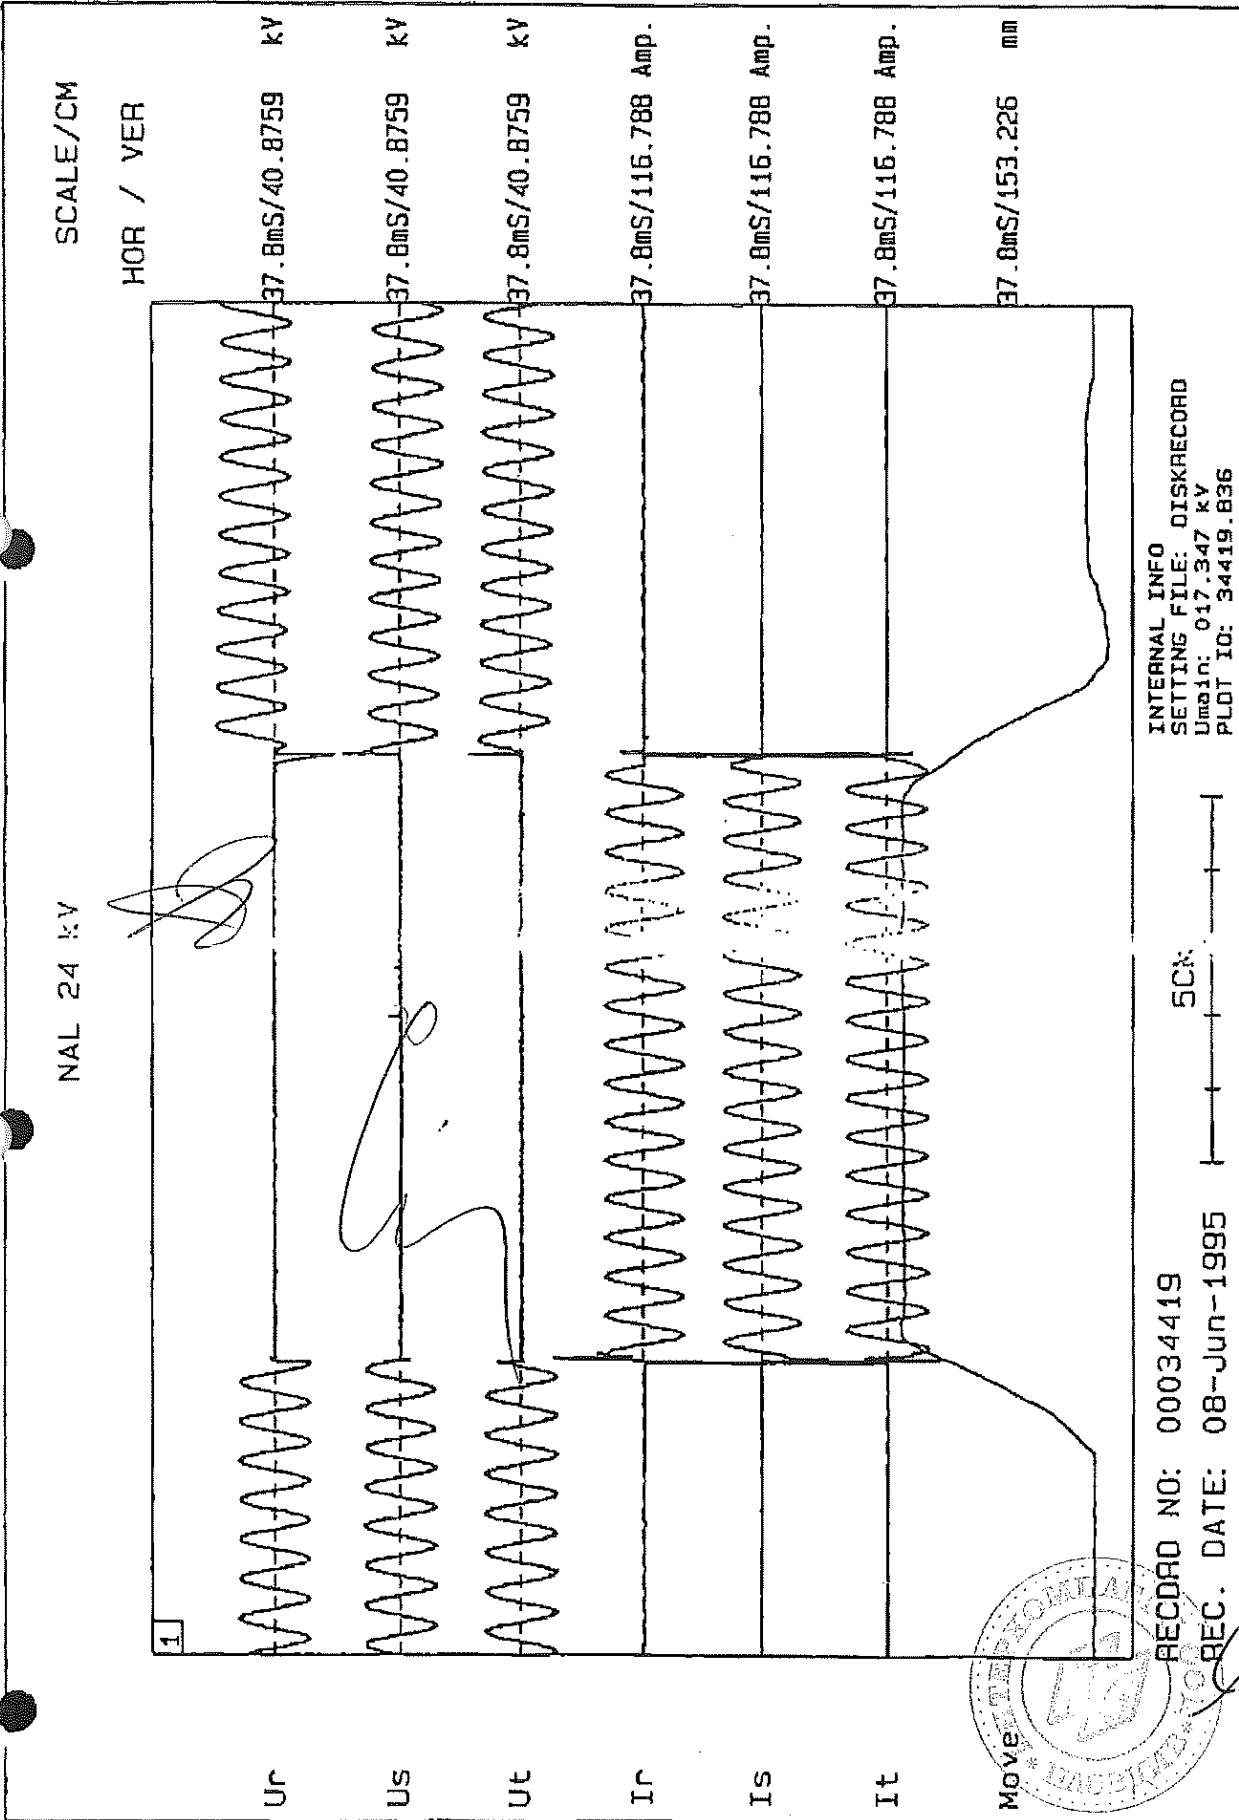 NAL 24 kV
SCALE/CM
HOR / VER
1
Ur 37.8mS/40.8759 kV
Us 37.8mS/40.8759 kV
Ut 37.8mS/40.8759 kV
Ir 37.8mS/116.788 Amp.
Is 37.8mS/116.788 Amp.
It 37.8mS/116.788 Amp.
Move 37.8mS/153.226 mm
RECORD NO: 00034419
REC. DATE: 08-Jun-1995
5CM
INTERNAL INFO
SETTING FILE: DISKRECORD
Umain: 017.347 kV
PLOT ID: 34419.836